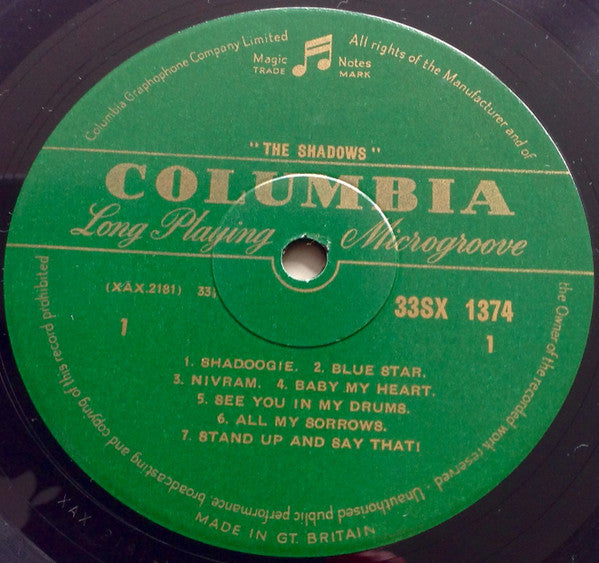 Columbia Graphophone Company Limited
Magic Notes
TRADE MARK
All rights of the Manufacturer and of the Owner of the recorded work reserved - Unauthorised public performance, broadcasting and copying of this record prohibited
"THE SHADOWS"
COLUMBIA
Long Playing Microgroove
(XAX.2181) 33⅓
33SX 1374
1 1
1. SHADOOGIE. 2. BLUE STAR.
3. NIVRAM. 4. BABY MY HEART.
5. SEE YOU IN MY DRUMS.
6. ALL MY SORROWS.
7. STAND UP AND SAY THAT!
MADE IN GT. BRITAIN
XAX